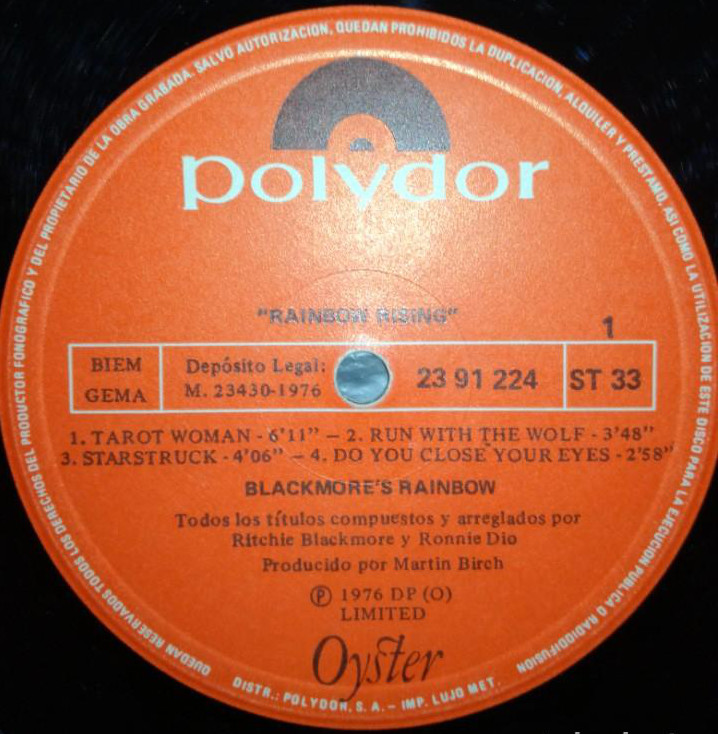 QUEDAN RESERVADOS TODOS LOS DERECHOS DEL PRODUCTOR FONOGRAFICO Y DEL PROPIETARIO DE LA OBRA GRABADA. SALVO AUTORIZACION, QUEDAN PROHIBIDOS LA DUPLICACION, ALQUILER Y PRESTAMO, ASI COMO LA UTILIZACION DE ESTE DISCO PARA LA EJECUCION PUBLICA O RADIODIFUSION
polydor
"RAINBOW RISING"
1
BIEM
GEMA
Depósito Legal:
M. 23430-1976
23 91 224
ST 33
1. TAROT WOMAN - 6'11" — 2. RUN WITH THE WOLF - 3'48"
3. STARSTRUCK - 4'06" — 4. DO YOU CLOSE YOUR EYES - 2'58"
BLACKMORE'S RAINBOW
Todos los títulos compuestos y arreglados por
Ritchie Blackmore y Ronnie Dio
Producido por Martin Birch
Ⓟ 1976 DP (O)
LIMITED
Oyster
DISTR.: POLYDOR, S. A. – IMP. LUJO MET.